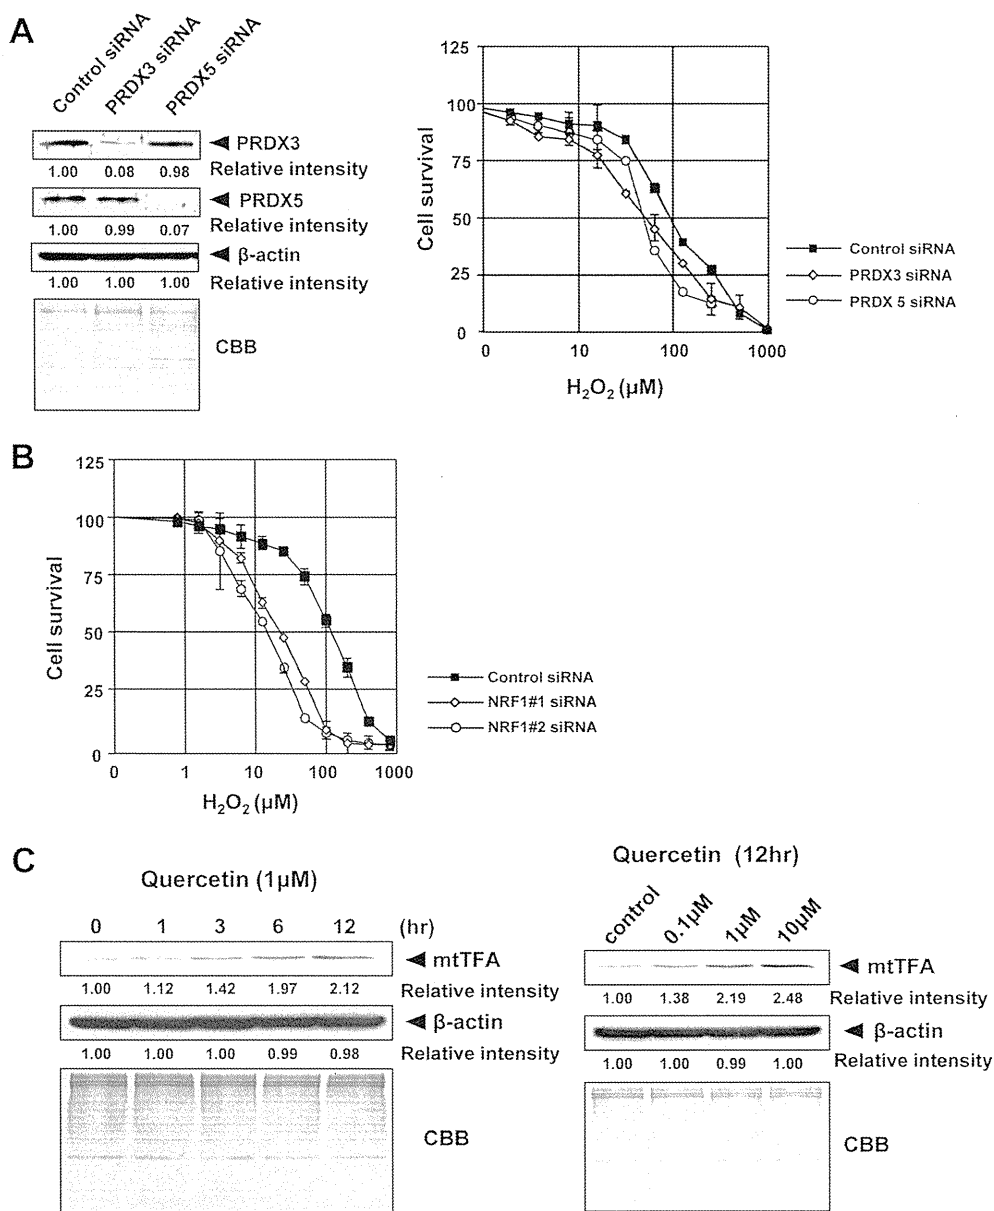 A
Control siRNA
PRDX3 siRNA
PRDX5 siRNA
PRDX3
1.00 0.08 0.98 Relative intensity
PRDX5
1.00 0.99 0.07 Relative intensity
β-actin
1.00 1.00 1.00 Relative intensity
CBB
125
100
75
50
25
0
Cell survival
0 10 100 1000
H₂O₂ (µM)
Control siRNA
PRDX3 siRNA
PRDX 5 siRNA
B
125
100
75
50
25
0
Cell survival
0 1 10 100 1000
H₂O₂ (µM)
Control siRNA
NRF1#1 siRNA
NRF1#2 siRNA
C
Quercetin (1µM)
0 1 3 6 12 (hr)
mtTFA
1.00 1.12 1.42 1.97 2.12 Relative intensity
β-actin
1.00 1.00 1.00 0.99 0.98 Relative intensity
CBB
Quercetin (12hr)
control 0.1µM 1µM 10µM
mtTFA
1.00 1.38 2.19 2.48 Relative intensity
β-actin
1.00 1.00 0.99 1.00 Relative intensity
CBB